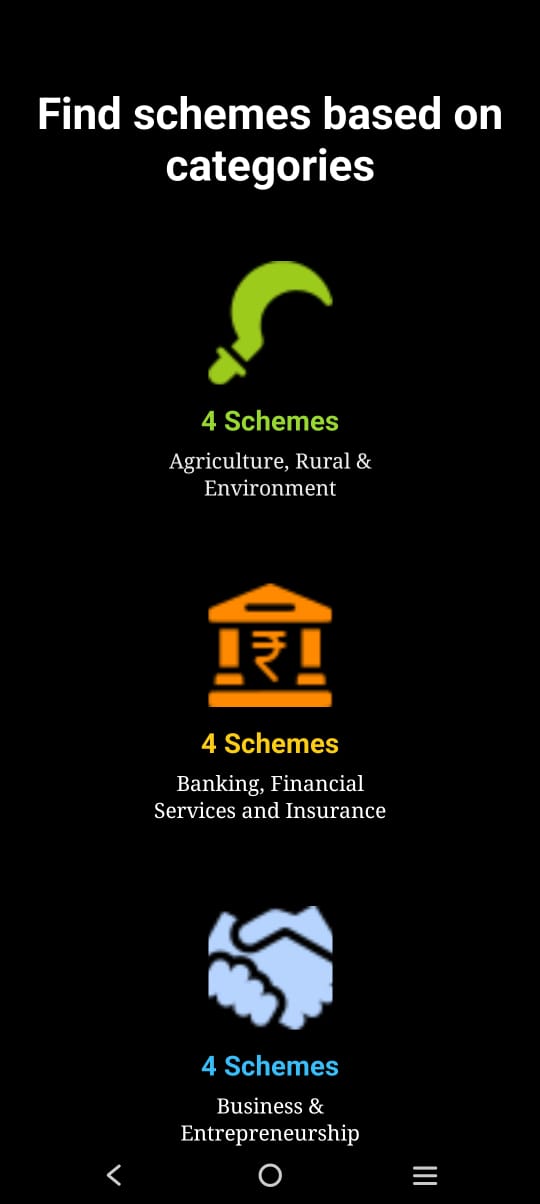 Find schemes based on
categories
4 Schemes
Agriculture, Rural &
Environment
₹
4 Schemes
Banking, Financial
Services and Insurance
4 Schemes
Business &
Entrepreneurship